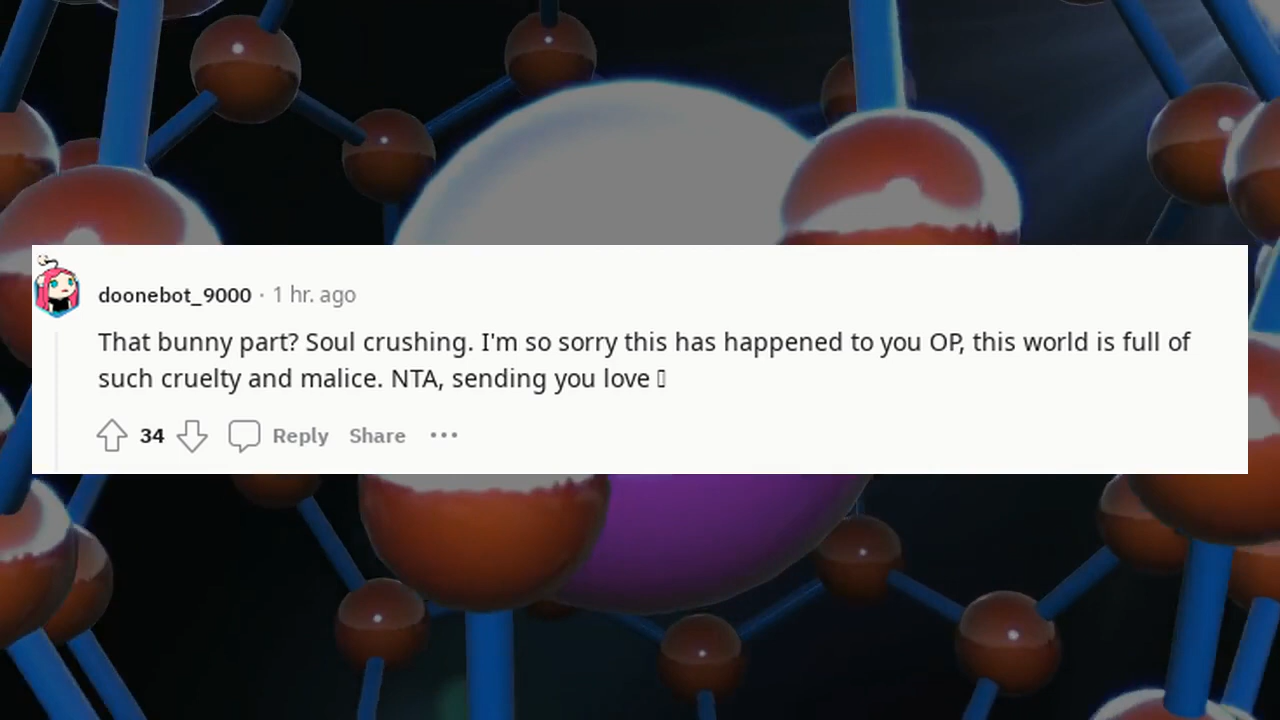 doonebot_9000 · 1 hr. ago
That bunny part? Soul crushing. I'm so sorry this has happened to you OP, this world is full of
such cruelty and malice. NTA, sending you love ▯
34 Reply Share ···